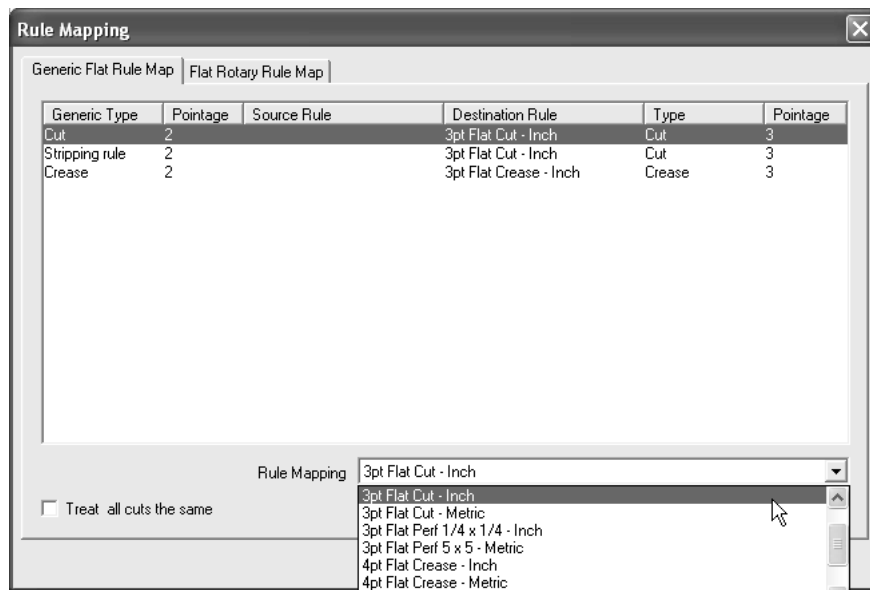 Rule Mapping
Generic Flat Rule Map Flat Rotary Rule Map
Generic Type Pointage Source Rule Destination Rule Type Pointage
Cut 2 3pt Flat Cut - Inch Cut 3
Stripping rule 2 3pt Flat Cut - Inch Cut 3
Crease 2 3pt Flat Crease - Inch Crease 3
Rule Mapping 3pt Flat Cut - Inch
Treat all cuts the same
3pt Flat Cut - Inch
3pt Flat Cut - Metric
3pt Flat Perf 1/4 x 1/4 - Inch
3pt Flat Perf 5 x 5 - Metric
4pt Flat Crease - Inch
4pt Flat Crease - Metric